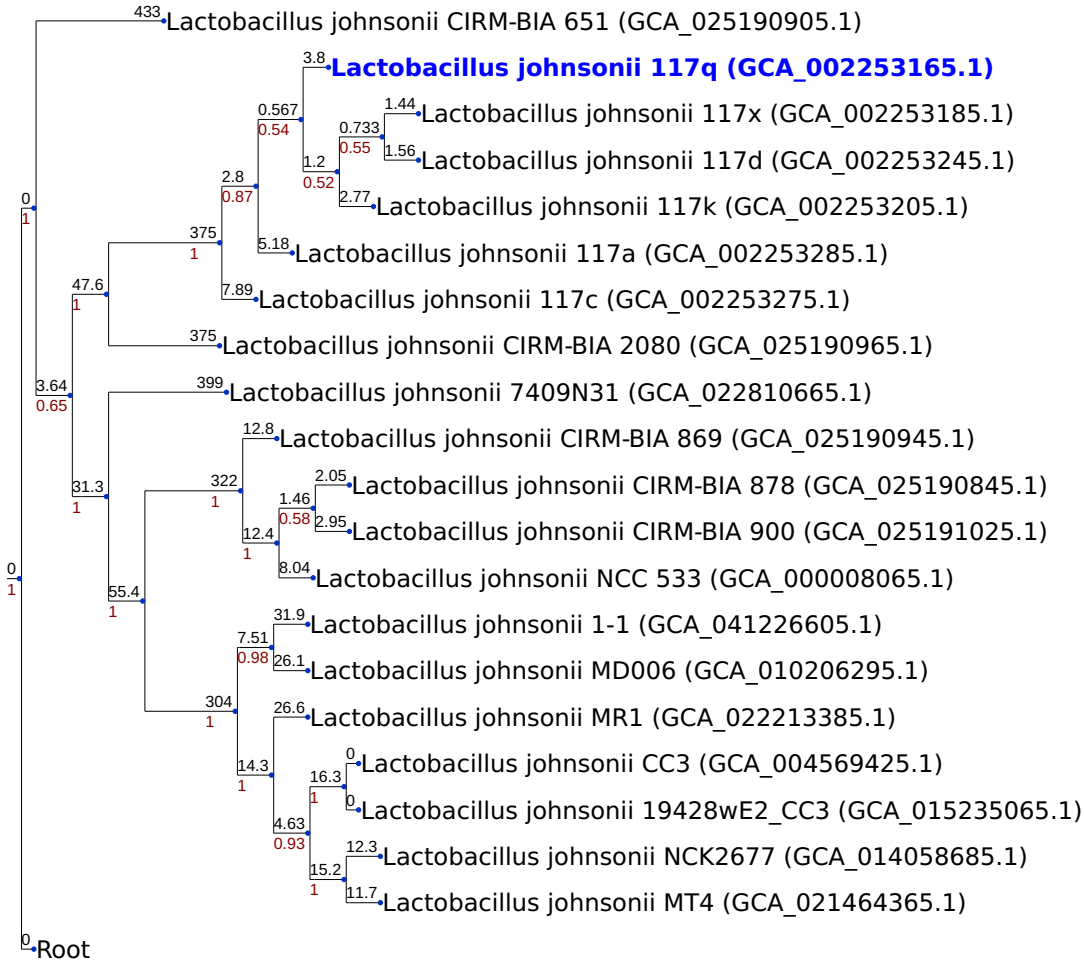 433
Lactobacillus johnsonii CIRM-BIA 651 (GCA_025190905.1)
3.8
Lactobacillus johnsonii 117q (GCA_002253165.1)
1.44
Lactobacillus johnsonii 117x (GCA_002253185.1)
0.567
0.54
0.733
0.55
1.56
Lactobacillus johnsonii 117d (GCA_002253245.1)
1.2
0.52
2.8
0.87
2.77
Lactobacillus johnsonii 117k (GCA_002253205.1)
0
1
375
1
5.18
Lactobacillus johnsonii 117a (GCA_002253285.1)
47.6
1
7.89
Lactobacillus johnsonii 117c (GCA_002253275.1)
375
Lactobacillus johnsonii CIRM-BIA 2080 (GCA_025190965.1)
3.64
0.65
399
Lactobacillus johnsonii 7409N31 (GCA_022810665.1)
12.8
Lactobacillus johnsonii CIRM-BIA 869 (GCA_025190945.1)
31.3
1
322
1
2.05
Lactobacillus johnsonii CIRM-BIA 878 (GCA_025190845.1)
1.46
0.58
2.95
Lactobacillus johnsonii CIRM-BIA 900 (GCA_025191025.1)
12.4
1
8.04
Lactobacillus johnsonii NCC 533 (GCA_000008065.1)
0
1
55.4
1
31.9
Lactobacillus johnsonii 1-1 (GCA_041226605.1)
7.51
0.98
26.1
Lactobacillus johnsonii MD006 (GCA_010206295.1)
304
1
26.6
Lactobacillus johnsonii MR1 (GCA_022213385.1)
14.3
1
0
Lactobacillus johnsonii CC3 (GCA_004569425.1)
16.3
1
0
Lactobacillus johnsonii 19428wE2_CC3 (GCA_015235065.1)
4.63
0.93
12.3
Lactobacillus johnsonii NCK2677 (GCA_014058685.1)
15.2
1
11.7
Lactobacillus johnsonii MT4 (GCA_021464365.1)
0
Root